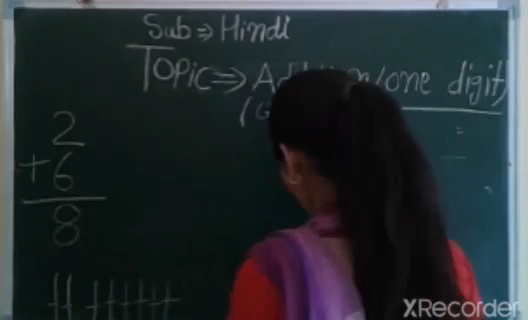 Sub ⇒ Hindi
Topic ⇒ (one digit)
2
+6
8
XRecorder